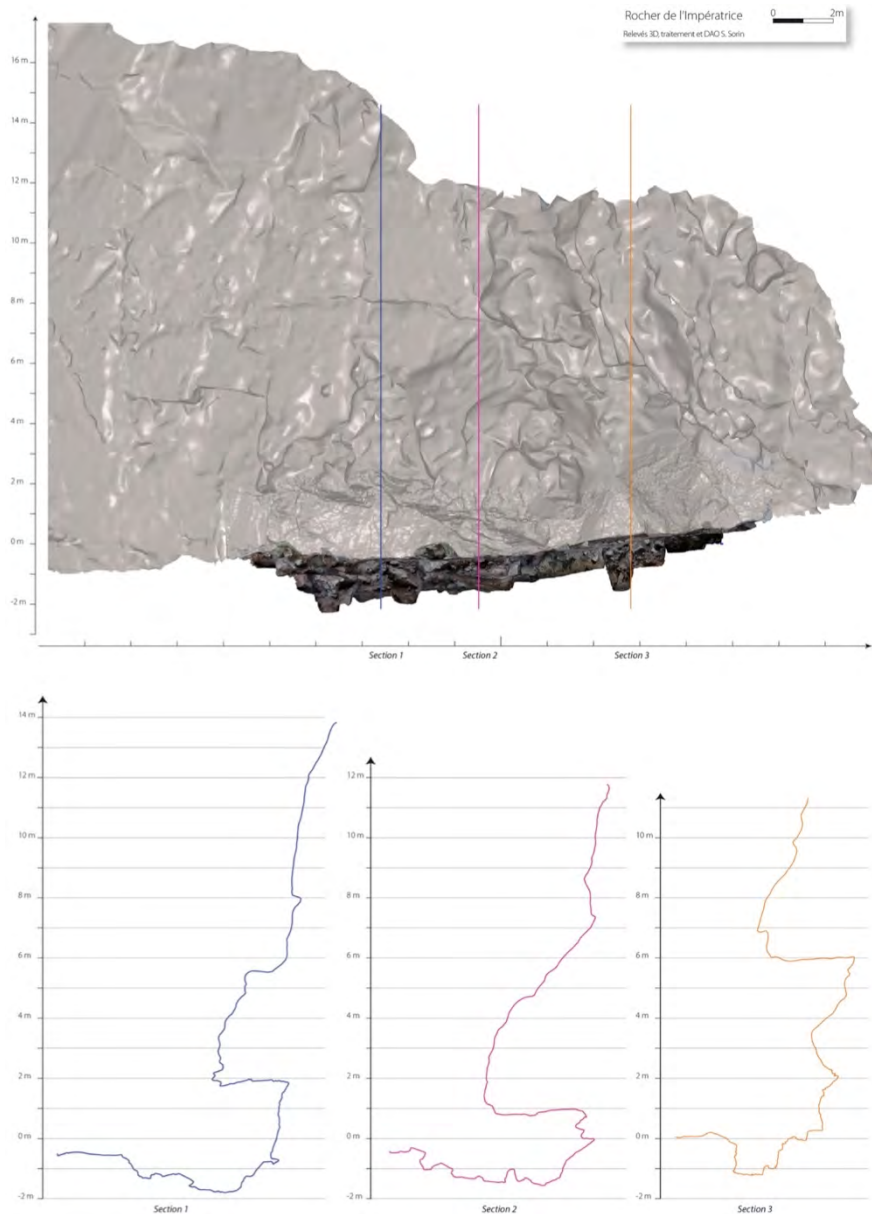 Rocher de l'Impératrice
0 2m
Relevés 3D, traitement et DAO S. Sorin
16 m
14 m
12 m
10 m
8 m
6 m
4 m
2 m
0 m
-2 m
Section 1 Section 2 Section 3
14 m
12 m
10 m
8 m
6 m
4 m
2 m
0 m
-2 m
Section 1
12 m
10 m
8 m
6 m
4 m
2 m
0 m
-2 m
Section 2
10 m
8 m
6 m
4 m
2 m
0 m
-2 m
Section 3